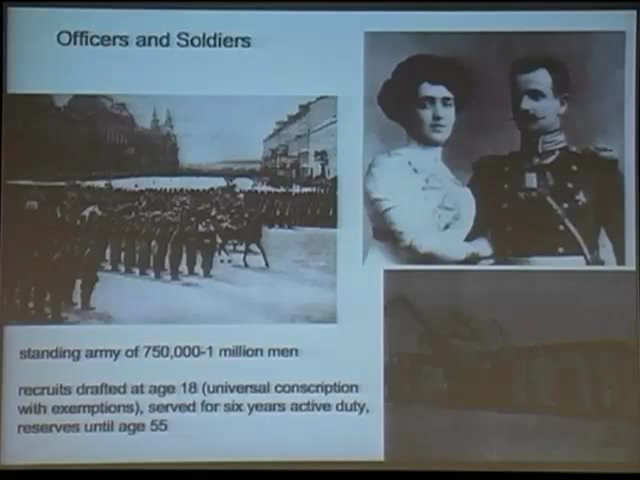 Officers and Soldiers
standing army of 750,000-1 million men
recruits drafted at age 18 (universal conscription
with exemptions), served for six years active duty,
reserves until age 55